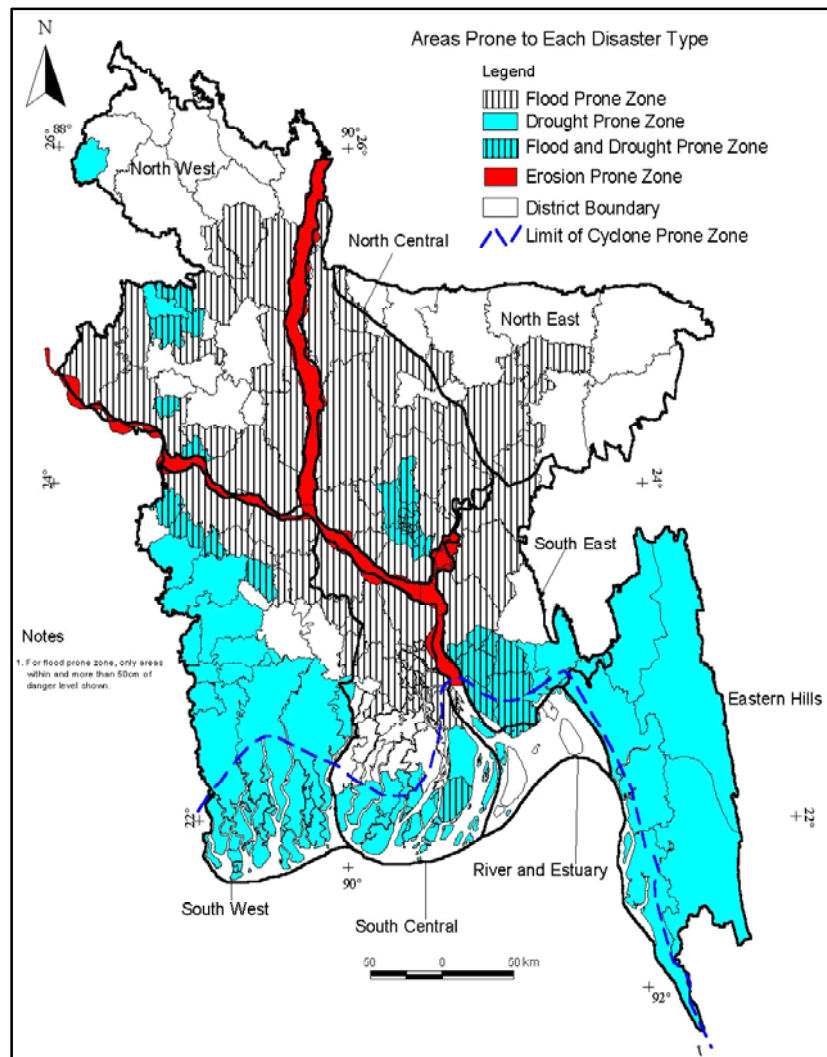 Areas Prone to Each Disaster Type
N
Legend
Flood Prone Zone
Drought Prone Zone
Flood and Drought Prone Zone
Erosion Prone Zone
District Boundary
Limit of Cyclone Prone Zone
26° 88°
90° 26°
North West
North Central
North East
24°
24°
South East
Notes
1. For flood prone zone, only areas
within and more than 50cm of
danger level shown.
Eastern Hills
22°
22°
90°
River and Estuary
South West
South Central
50 0 50 km
92°